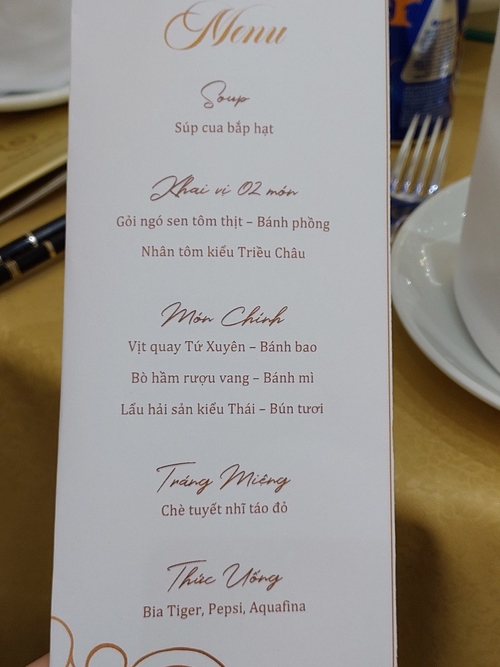 Menu
Soup
Súp cua bắp hạt
Khai vị 02 món
Gỏi ngó sen tôm thịt – Bánh phồng
Nhân tôm kiểu Triều Châu
Món Chính
Vịt quay Tứ Xuyên – Bánh bao
Bò hầm rượu vang – Bánh mì
Lấu hải sản kiểu Thái – Bún tươi
Tráng Miệng
Chè tuyết nhĩ táo đỏ
Thức Uống
Bia Tiger, Pepsi, Aquafina